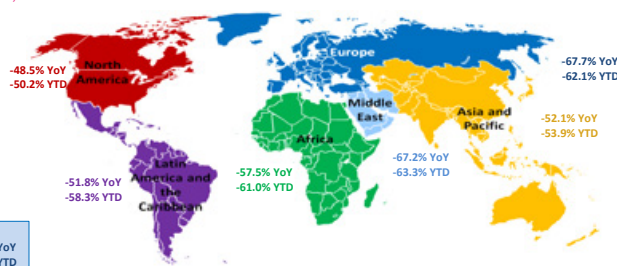 North
America
-48.5% YoY
-50.2% YTD
Europe
-67.7% YoY
-62.1% YTD
Middle
East
-67.2% YoY
-63.3% YTD
Asia and
Pacific
-52.1% YoY
-53.9% YTD
Africa
-57.5% YoY
-61.0% YTD
Latin
America and
the
Caribbean
-51.8% YoY
-58.3% YTD
YoY
YTD